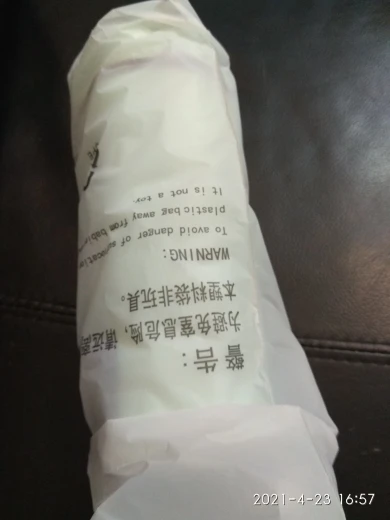 警告:
为避免窒息危险,请远离
本塑料袋非玩具。
WARNING:
To avoid danger of suffocation
plastic bag away from
It is not a toy.
2021-4-23 16:57